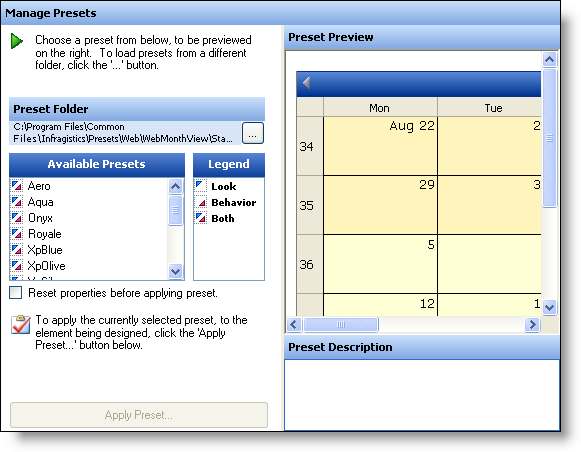 Manage Presets
Choose a preset from below, to be previewed
on the right. To load presets from a different
folder, click the '...' button.
Preset Folder
C:\Program Files\Common
Files\Infragistics\Presets\Web\WebMonthView\Sta...
...
Available Presets
Aero
Aqua
Onyx
Royale
XpBlue
XpOlive
Legend
Look
Behavior
Both
Reset properties before applying preset.
To apply the currently selected preset, to the
element being designed, click the 'Apply
Preset...' button below.
Apply Preset...
Preset Preview
Mon Tue
34 Aug 22 2
35 29 3
36 5
12 1
Preset Description